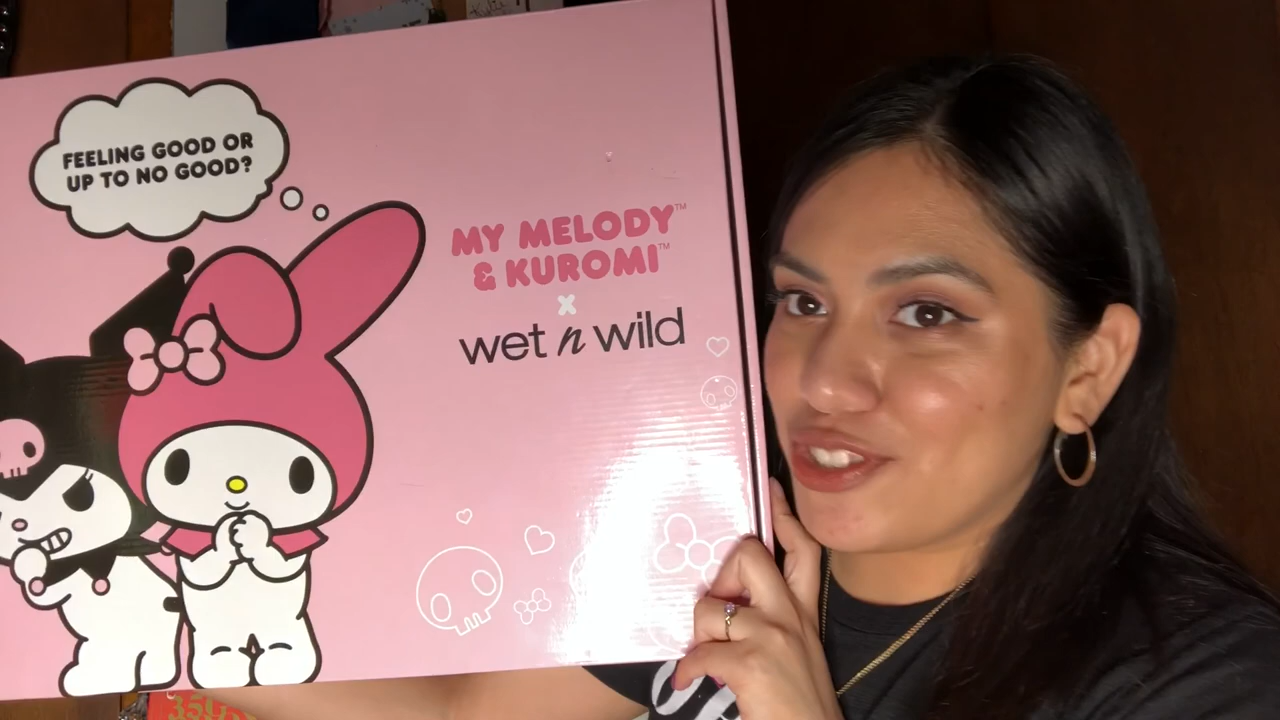 FEELING GOOD OR
UP TO NO GOOD?
MY MELODY™
& KUROMI™
x
wet n wild